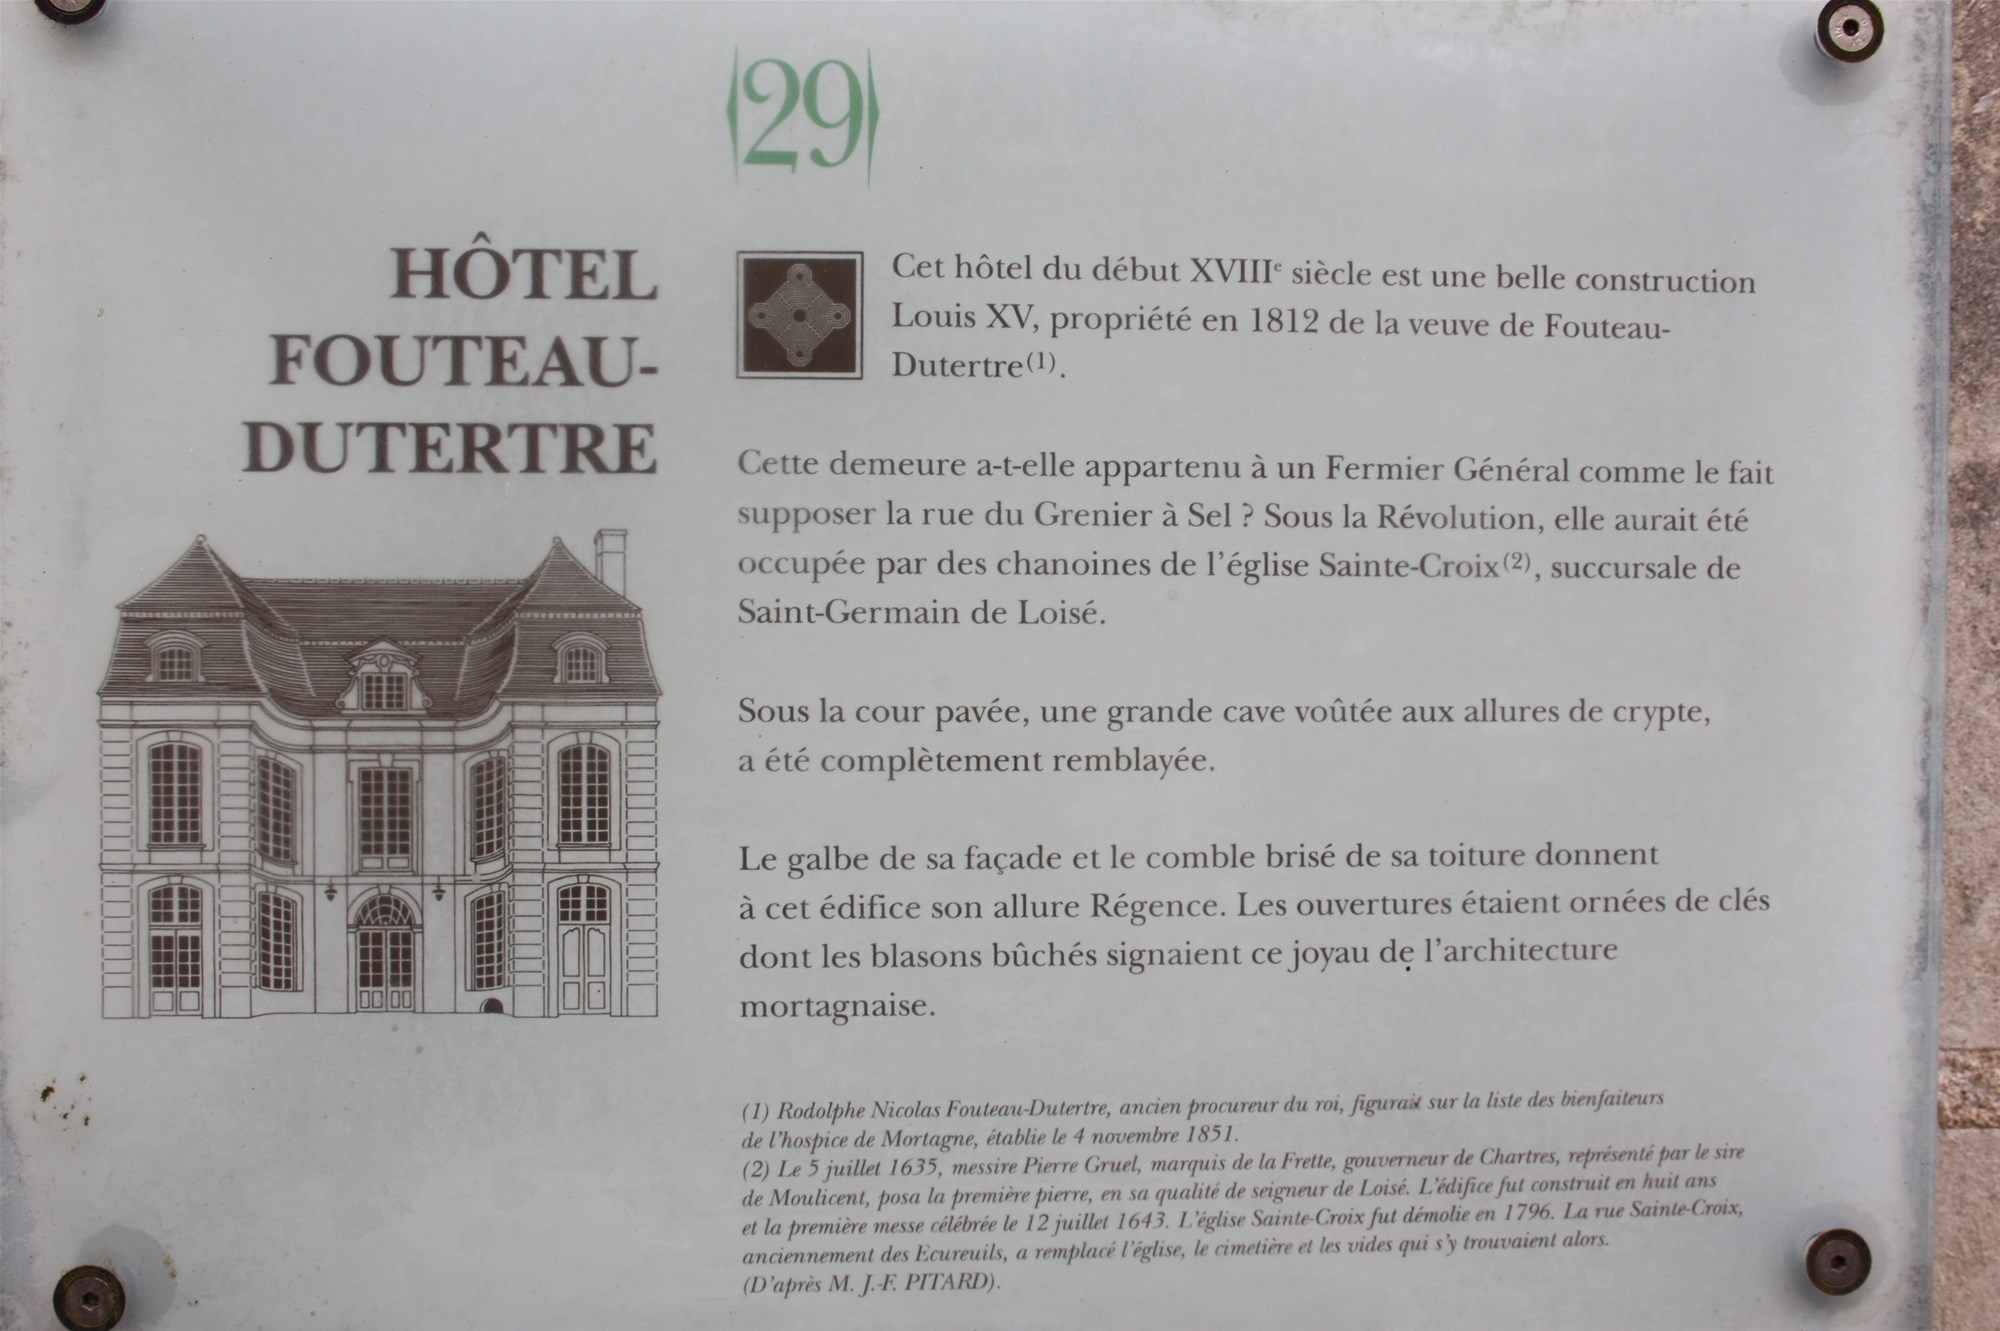 29
HÔTEL
FOUTEAU-
DUTERTRE
Cet hôtel du début XVIIIe siècle est une belle construction
Louis XV, propriété en 1812 de la veuve de Fouteau-
Dutertre(1).
Cette demeure a-t-elle appartenu à un Fermier Général comme le fait
supposer la rue du Grenier à Sel ? Sous la Révolution, elle aurait été
occupée par des chanoines de l'église Sainte-Croix(2), succursale de
Saint-Germain de Loisé.
Sous la cour pavée, une grande cave voûtée aux allures de crypte,
a été complètement remblayée.
Le galbe de sa façade et le comble brisé de sa toiture donnent
à cet édifice son allure Régence. Les ouvertures étaient ornées de clés
dont les blasons bûchés signaient ce joyau de l'architecture
mortagnaise.
(1) Rodolphe Nicolas Fouteau-Dutertre, ancien procureur du roi, figurait sur la liste des bienfaiteurs
de l'hospice de Mortagne, établie le 4 novembre 1851.
(2) Le 5 juillet 1635, messire Pierre Gruel, marquis de la Frette, gouverneur de Chartres, représenté par le sire
de Moulicent, posa la première pierre, en sa qualité de seigneur de Loisé. L'édifice fut construit en huit ans
et la première messe célébrée le 12 juillet 1643. L'église Sainte-Croix fut démolie en 1796. La rue Sainte-Croix,
anciennement des Ecureuils, a remplacé l'église, le cimetière et les vides qui s'y trouvaient alors.
(D'après M. J.-F. PITARD).